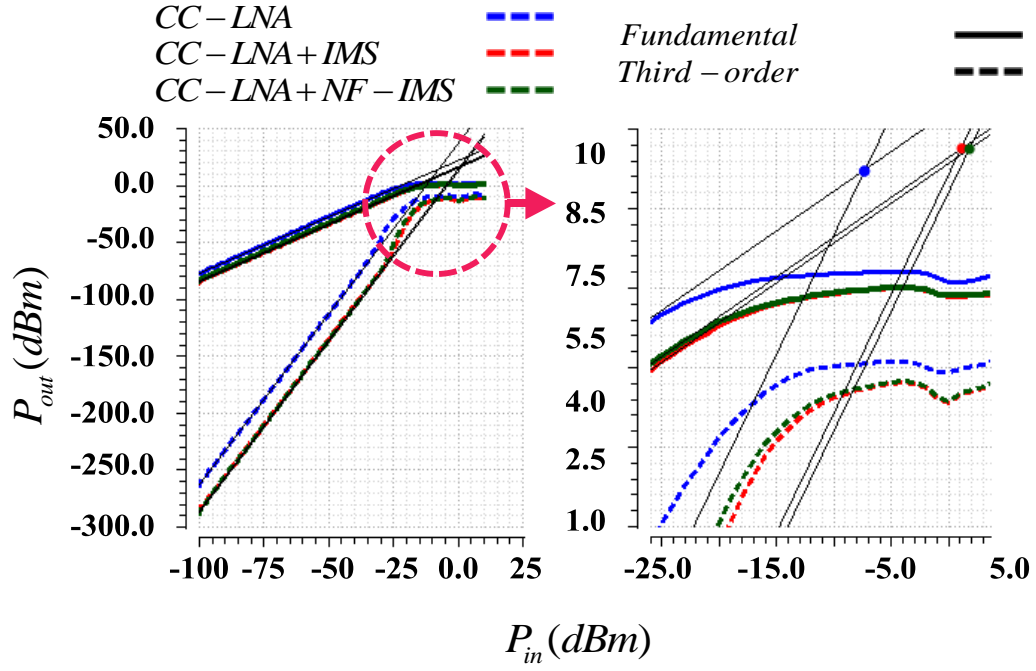 CC-LNA
CC-LNA+IMS
CC-LNA+NF-IMS
Fundamental
Third-order
50.0
0.0
-50.0
-100.0
-150.0
-200.0
-250.0
-300.0
-100 -75 -50 -25 0.0 25
10
8.5
7.5
5.5
4.0
2.5
1.0
-25.0 -15.0 -5.0 5.0
P_out (dBm)
P_in (dBm)